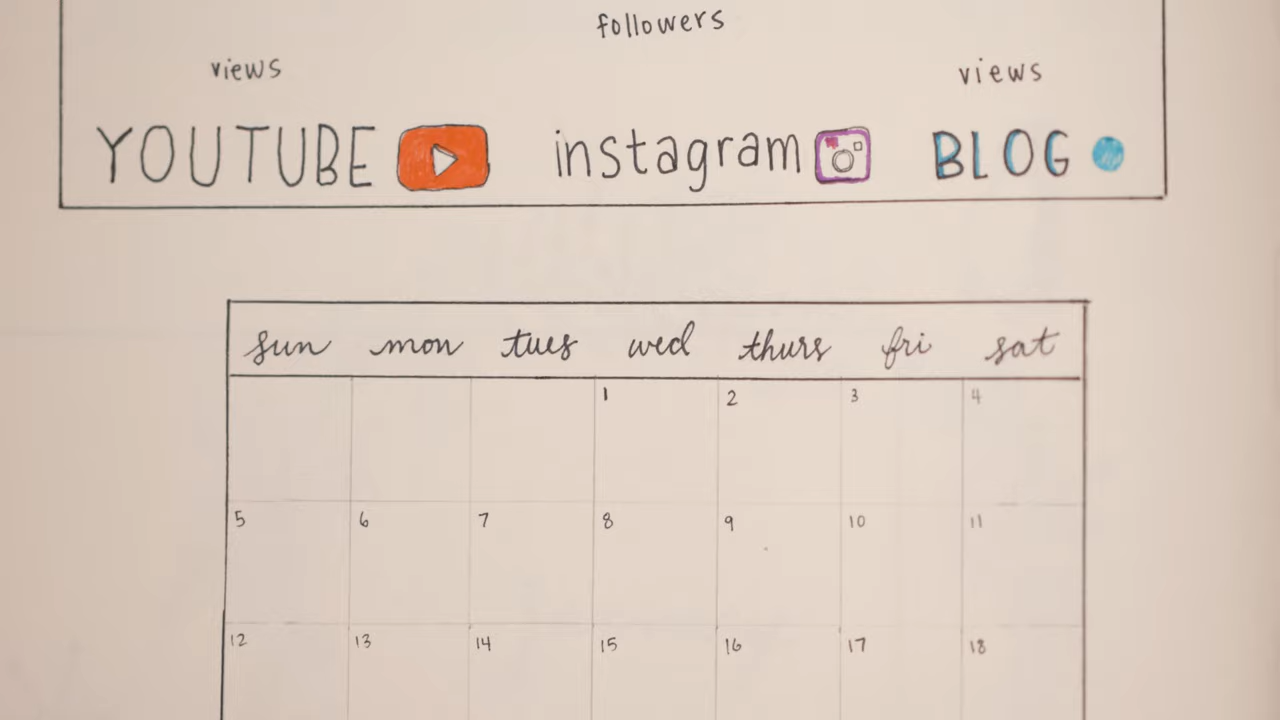 followers
views views
YOUTUBE instagram BLOG
sun mon tues wed thurs fri sat
1 2 3 4
5 6 7 8 9 10 11
12 13 14 15 16 17 18